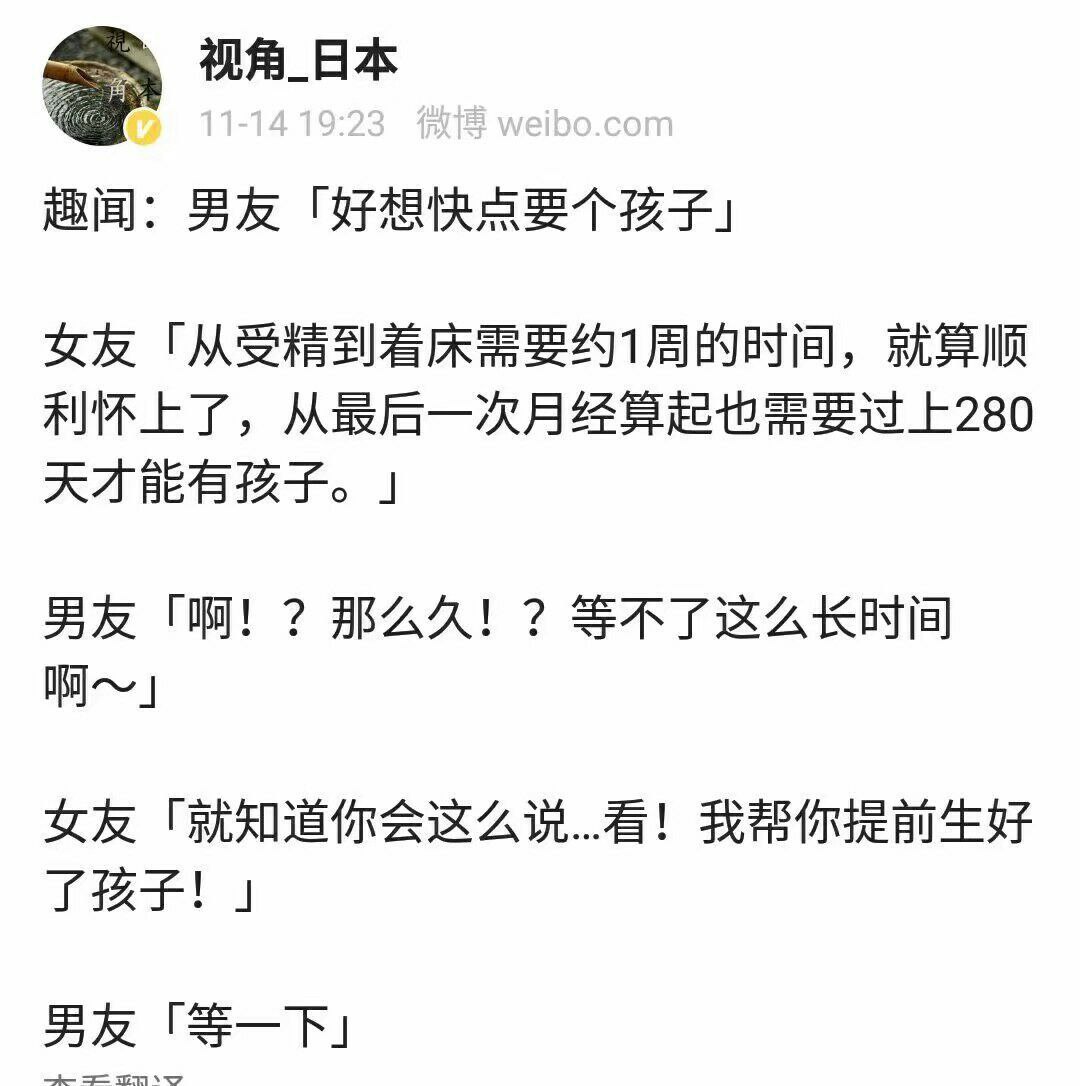 视角_日本
11-14 19:23 微博 weibo.com
趣闻：男友「好想快点要个孩子」
女友「从受精到着床需要约1周的时间，就算顺
利怀上了，从最后一次月经算起也需要过上280
天才能有孩子。」
男友「啊！？那么久！？等不了这么长时间
啊～」
女友「就知道你会这么说…看！我帮你提前生好
了孩子！」
男友「等一下」
查看翻译